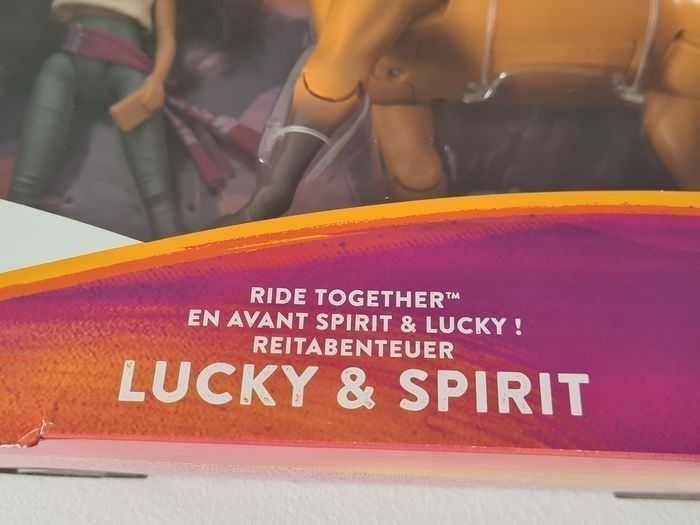 RIDE TOGETHER™
EN AVANT SPIRIT & LUCKY !
REITABENTEUER
LUCKY & SPIRIT